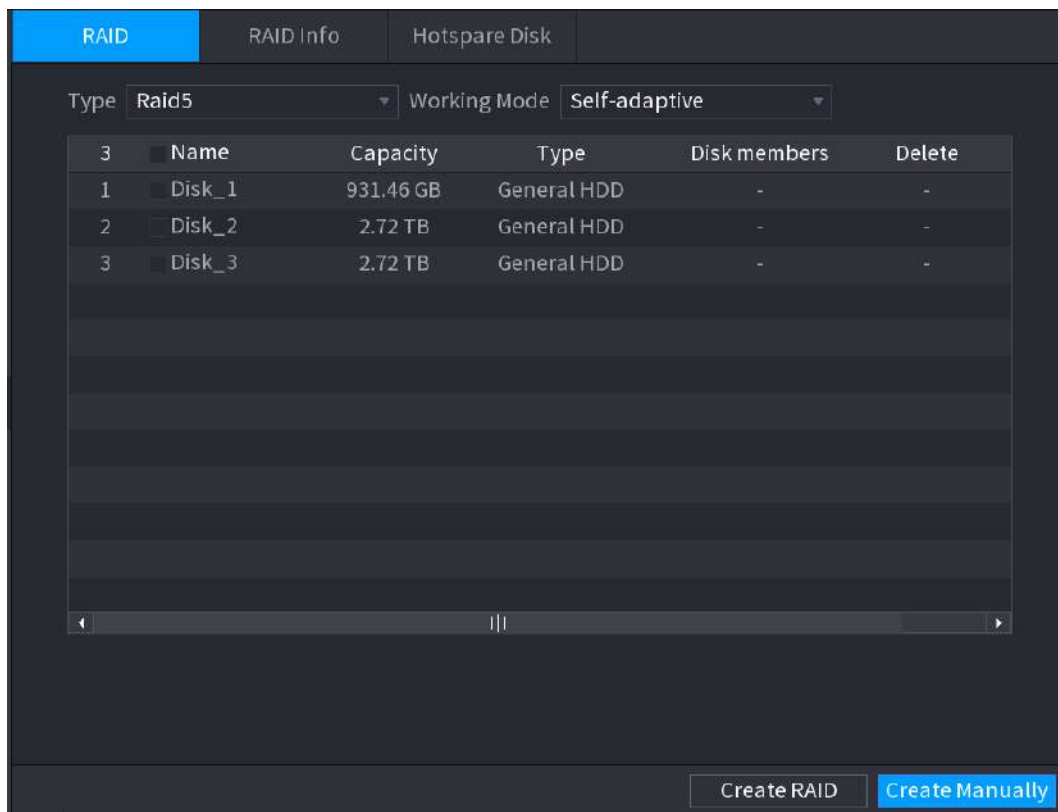 RAID RAID Info Hotspare Disk
Type Raid5 Working Mode Self-adaptive
3 Name Capacity Type Disk members Delete
1 Disk_1 931.46 GB General HDD - -
2 Disk_2 2.72 TB General HDD - -
3 Disk_3 2.72 TB General HDD - -
Create RAID Create Manually